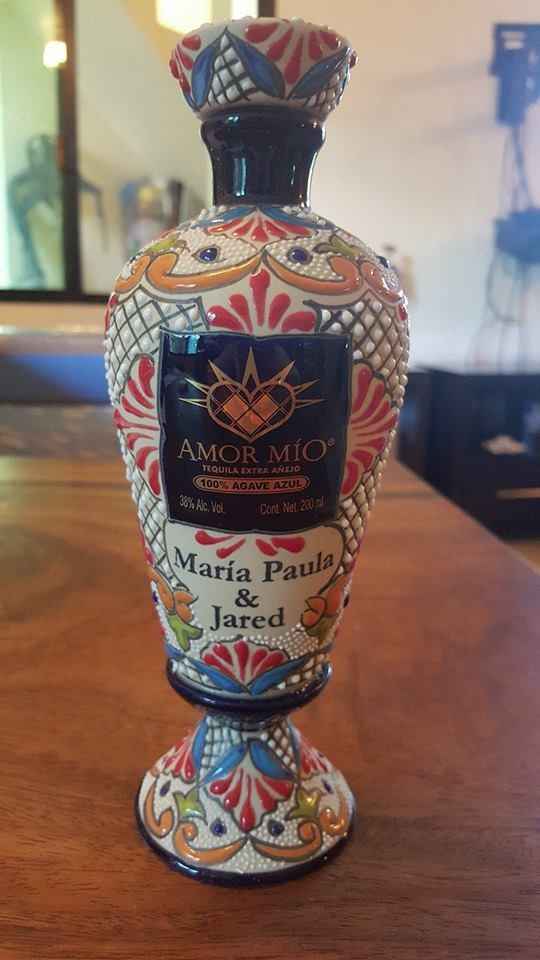 AMOR MÍO®
TEQUILA EXTRA AÑEJO
100% AGAVE AZUL
38% Alc. Vol. Cont. Net. 200 ml
María Paula
&
Jared